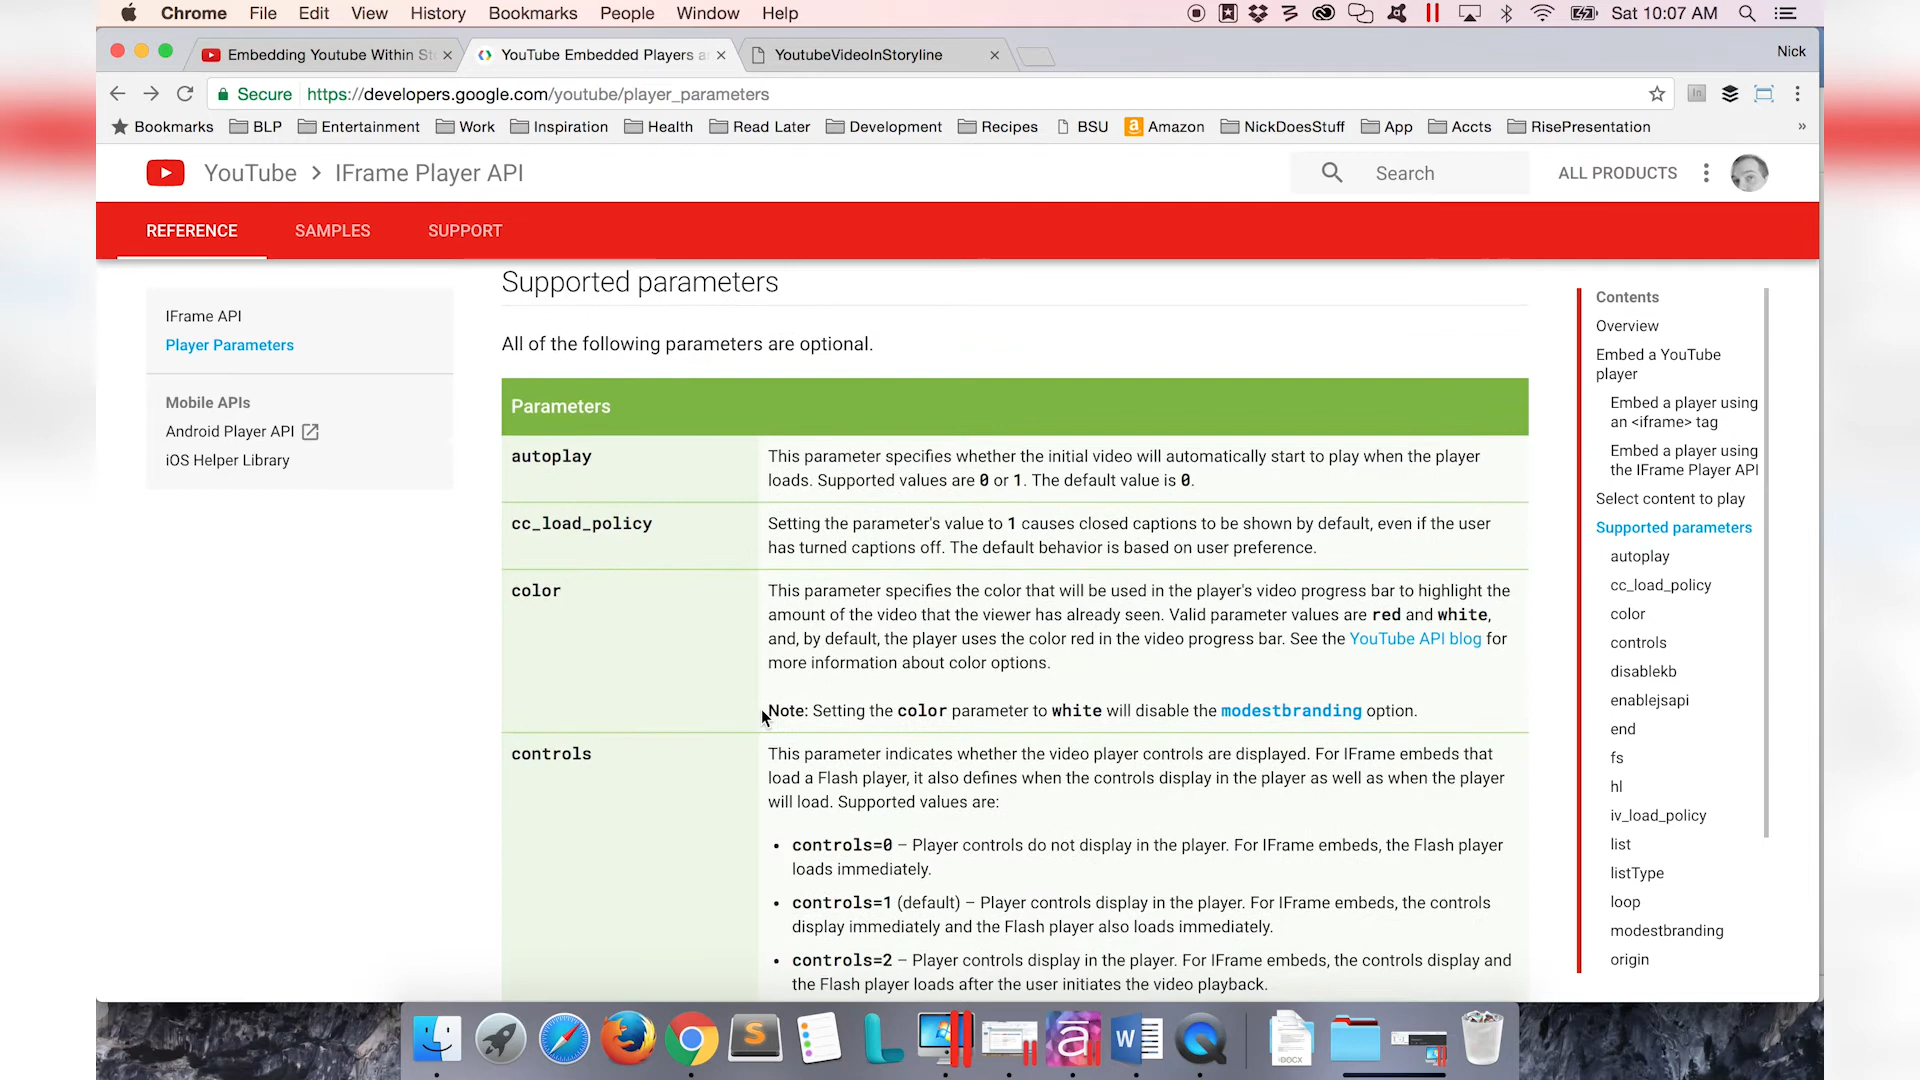 Chrome File Edit View History Bookmarks People Window Help Sat 10:07 AM
Embedding Youtube Within Sto YouTube Embedded Players a YoutubeVideoInStoryline Nick
Secure https://developers.google.com/youtube/player_parameters
Bookmarks BLP Entertainment Work Inspiration Health Read Later Development Recipes BSU Amazon NickDoesStuff App Accts RisePresentation »
YouTube > IFrame Player API Search ALL PRODUCTS
REFERENCE SAMPLES SUPPORT
IFrame API
Player Parameters
Mobile APIs
Android Player API
iOS Helper Library
Supported parameters
All of the following parameters are optional.
Parameters
autoplay
This parameter specifies whether the initial video will automatically start to play when the player
loads. Supported values are 0 or 1. The default value is 0.
cc_load_policy
Setting the parameter's value to 1 causes closed captions to be shown by default, even if the user
has turned captions off. The default behavior is based on user preference.
color
This parameter specifies the color that will be used in the player's video progress bar to highlight the
amount of the video that the viewer has already seen. Valid parameter values are red and white,
and, by default, the player uses the color red in the video progress bar. See the YouTube API blog for
more information about color options.
Note: Setting the color parameter to white will disable the modestbranding option.
controls
This parameter indicates whether the video player controls are displayed. For IFrame embeds that
load a Flash player, it also defines when the controls display in the player as well as when the player
will load. Supported values are:
• controls=0 – Player controls do not display in the player. For IFrame embeds, the Flash player
loads immediately.
• controls=1 (default) – Player controls display in the player. For IFrame embeds, the controls
display immediately and the Flash player also loads immediately.
• controls=2 – Player controls display in the player. For IFrame embeds, the controls display and
the Flash player loads after the user initiates the video playback.
Contents
Overview
Embed a YouTube
player
Embed a player using
an <iframe> tag
Embed a player using
the IFrame Player API
Select content to play
Supported parameters
autoplay
cc_load_policy
color
controls
disablekb
enablejsapi
end
fs
hl
iv_load_policy
list
listType
loop
modestbranding
origin